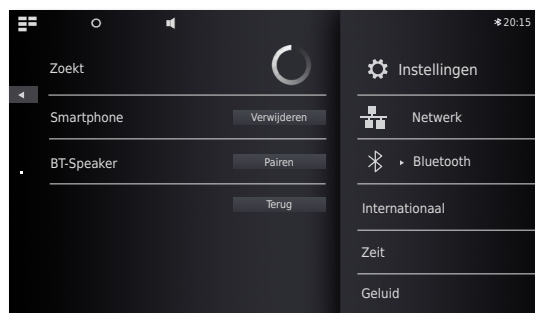 20:15
Zoekt
Smartphone
Verwijderen
BT-Speaker
Pairen
Terug
Instellingen
Netwerk
Bluetooth
Internationaal
Zeit
Geluid